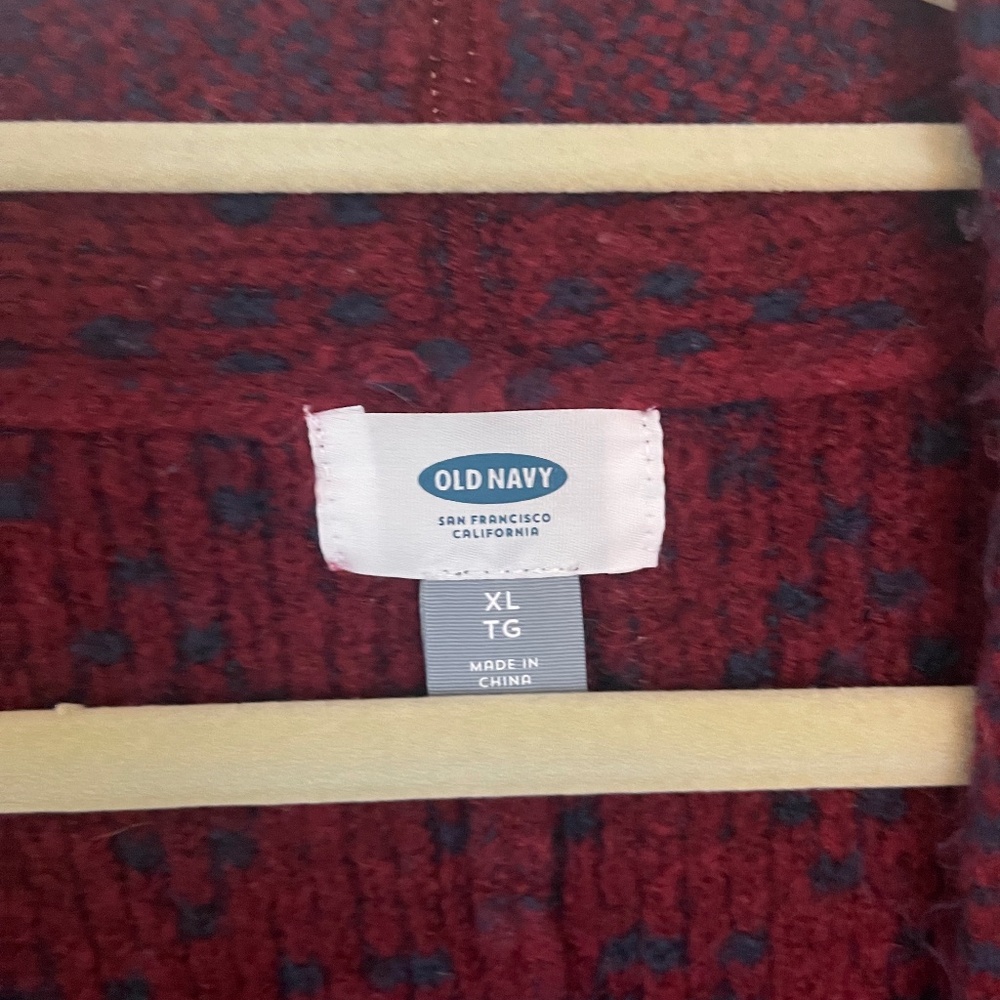 OLD NAVY
SAN FRANCISCO
CALIFORNIA
XL
TG
MADE IN
CHINA